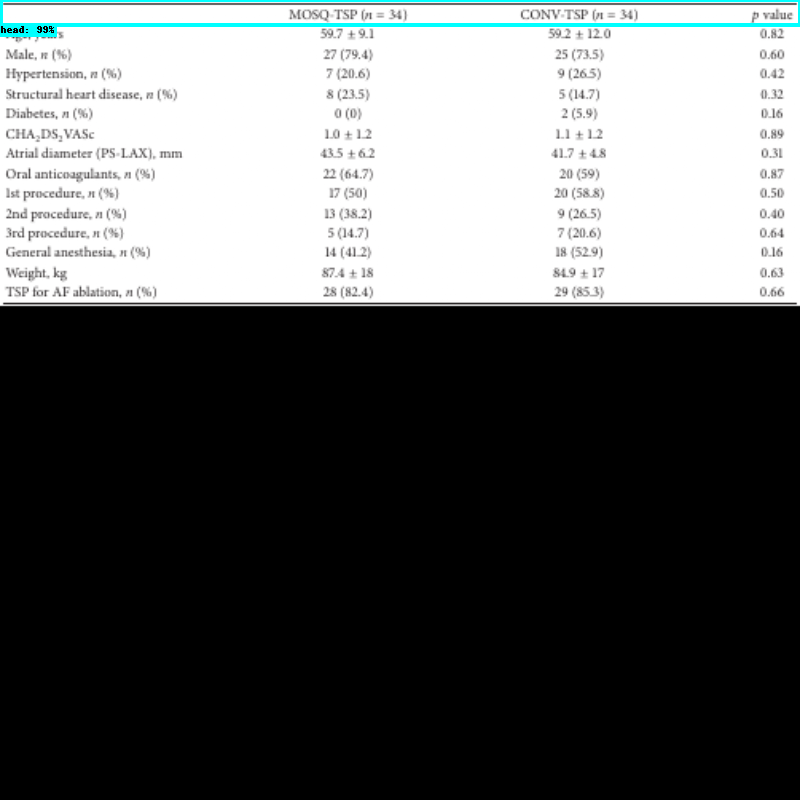 MOSQ-TSP (n = 34) CONV-TSP (n = 34) p value
head: 99%
59.7 ± 9.1 59.2 ± 12.0 0.82
Male, n (%) 27 (79.4) 25 (73.5) 0.60
Hypertension, n (%) 7 (20.6) 9 (26.5) 0.42
Structural heart disease, n (%) 8 (23.5) 5 (14.7) 0.32
Diabetes, n (%) 0 (0) 2 (5.9) 0.16
CHA₂DS₂VASc 1.0 ± 1.2 1.1 ± 1.2 0.89
Atrial diameter (PS-LAX), mm 43.5 ± 6.2 41.7 ± 4.8 0.31
Oral anticoagulants, n (%) 22 (64.7) 20 (59) 0.87
1st procedure, n (%) 17 (50) 20 (58.8) 0.50
2nd procedure, n (%) 13 (38.2) 9 (26.5) 0.40
3rd procedure, n (%) 5 (14.7) 7 (20.6) 0.64
General anesthesia, n (%) 14 (41.2) 18 (52.9) 0.16
Weight, kg 87.4 ± 18 84.9 ± 17 0.63
TSP for AF ablation, n (%) 28 (82.4) 29 (85.3) 0.66